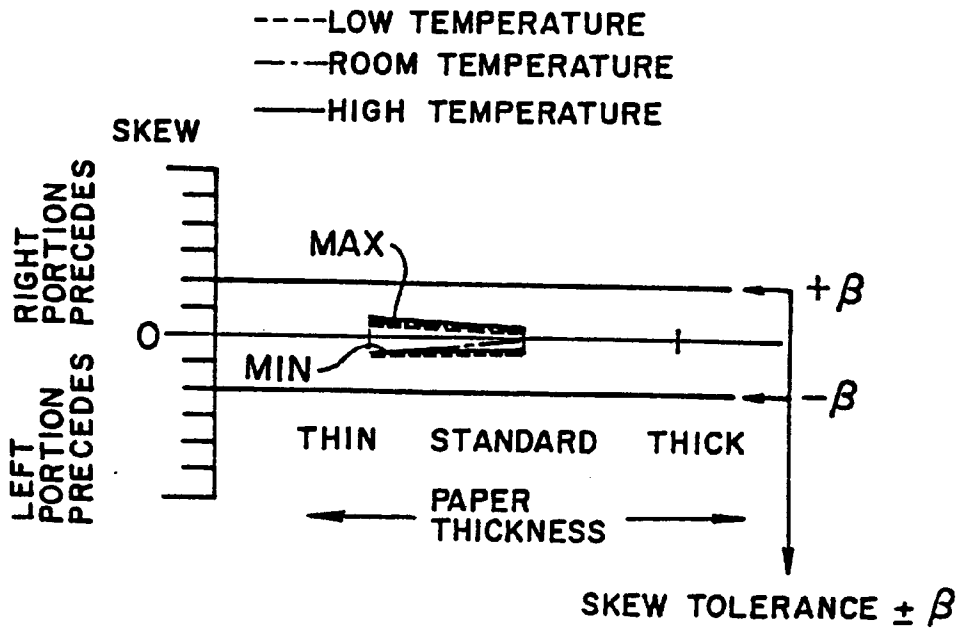 LOW TEMPERATURE
ROOM TEMPERATURE
HIGH TEMPERATURE
SKEW
RIGHT
PORTION
PRECEDES
LEFT
PORTION
PRECEDES
0
MAX
MIN
+β
−β
THIN STANDARD THICK
PAPER
THICKNESS
SKEW TOLERANCE ± β